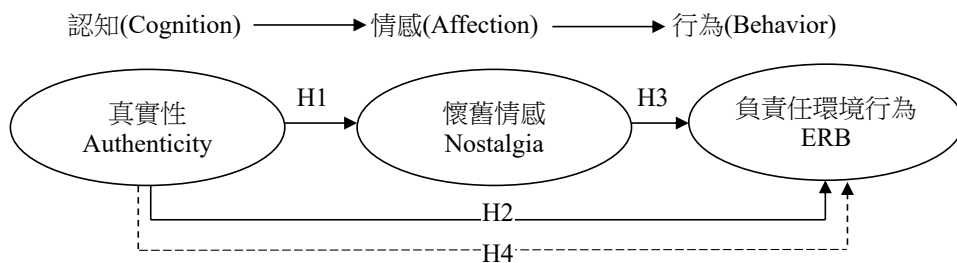 認知(Cognition) 情感(Affection) 行為(Behavior)
真實性
Authenticity
H1
懷舊情感
Nostalgia
H3
負責任環境行為
ERB
H2
H4